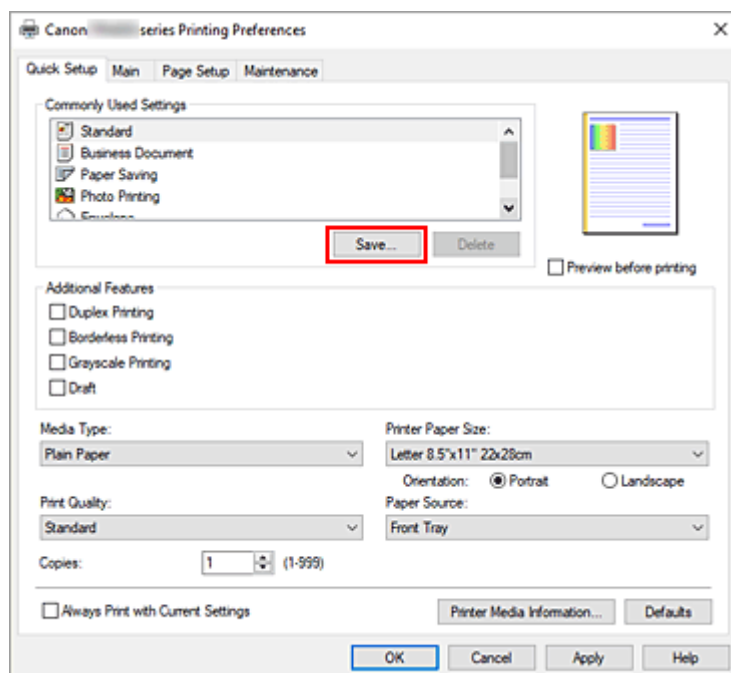 Canon series Printing Preferences
Quick Setup Main Page Setup Maintenance
Commonly Used Settings
Standard
Business Document
Paper Saving
Photo Printing
Save... Delete
Preview before printing
Additional Features
Duplex Printing
Borderless Printing
Grayscale Printing
Draft
Media Type: Printer Paper Size:
Plain Paper Letter 8.5"x11" 22x28cm
Orientation: Portrait Landscape
Print Quality: Paper Source:
Standard Front Tray
Copies: 1 (1-999)
Always Print with Current Settings Printer Media Information... Defaults
OK Cancel Apply Help